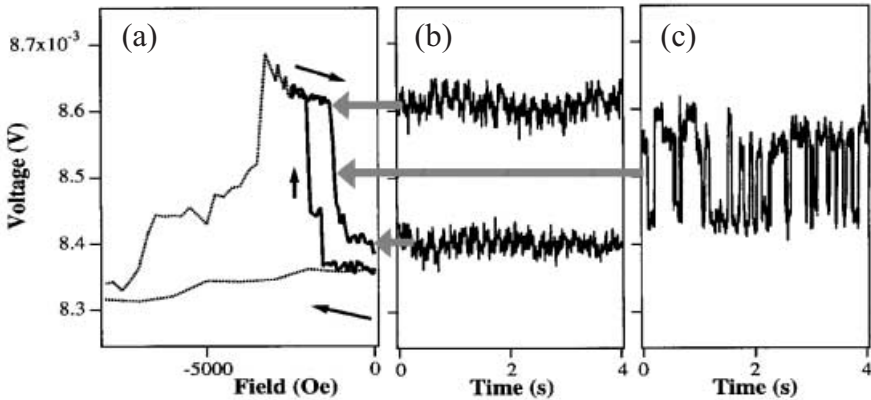 (a)
(b)
(c)
8.7x10-3
8.6
8.5
8.4
8.3
Voltage (V)
-5000
0
Field (Oe)
0
2
4
Time (s)
0
2
4
Time (s)